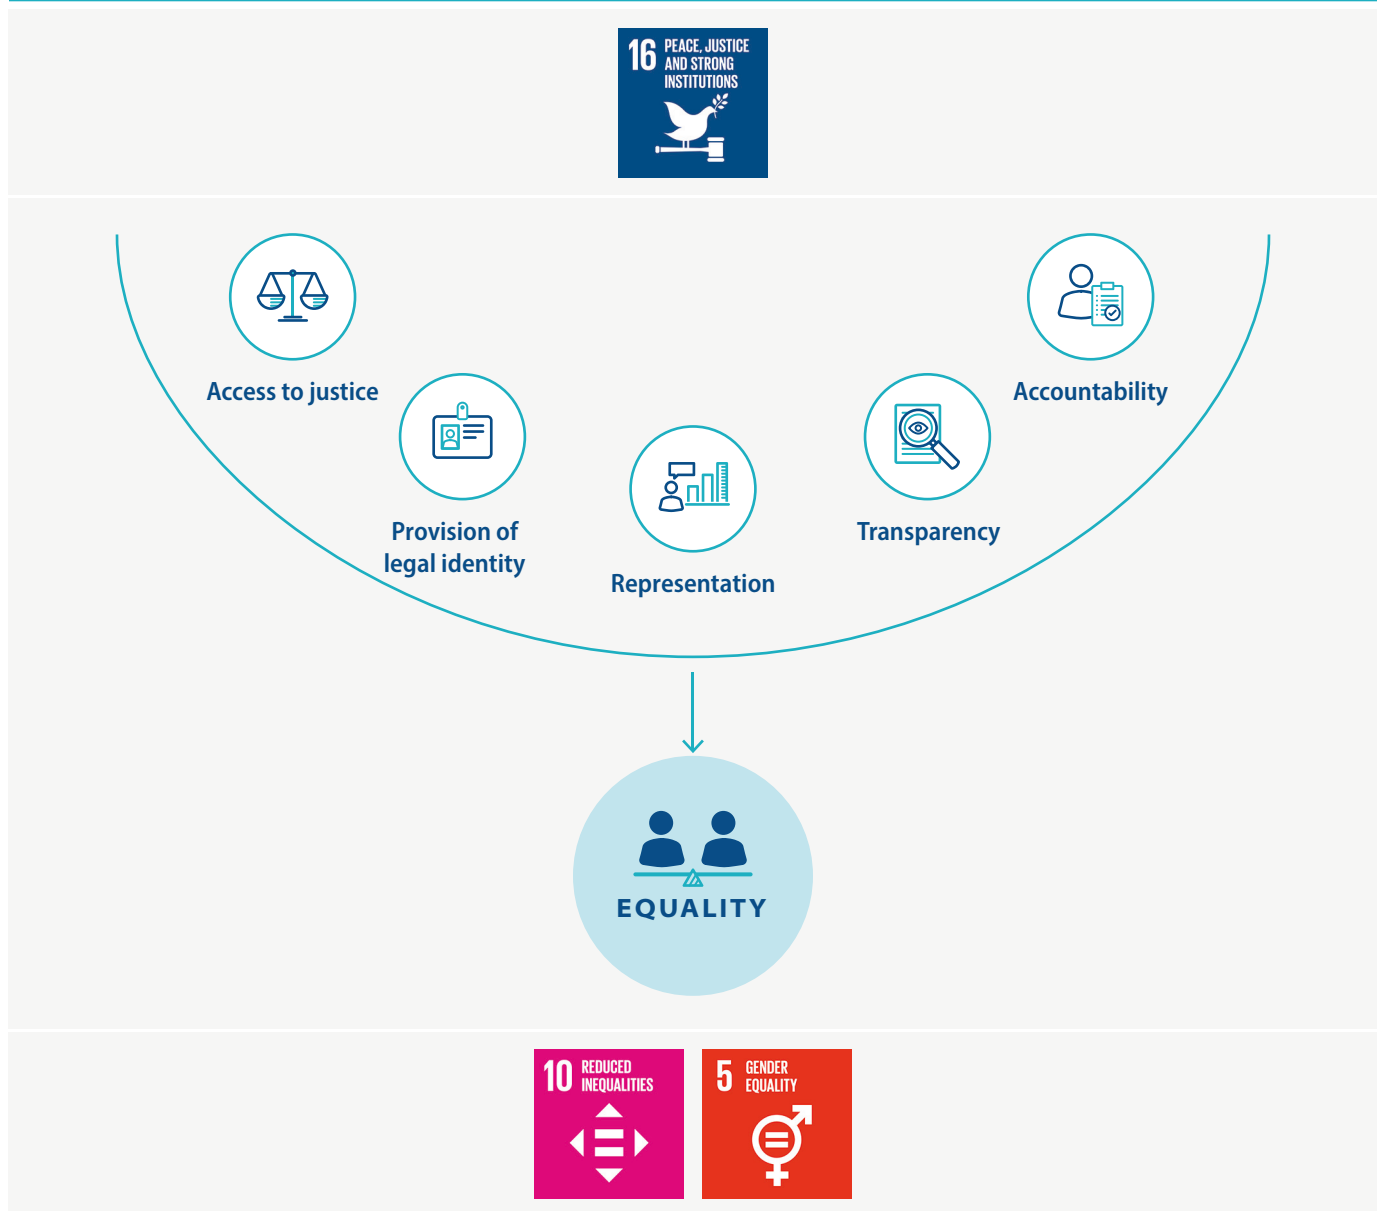 16 PEACE, JUSTICE
AND STRONG
INSTITUTIONS
Access to justice
Provision of
legal identity
Representation
Transparency
Accountability
EQUALITY
10 REDUCED
INEQUALITIES
5 GENDER
EQUALITY